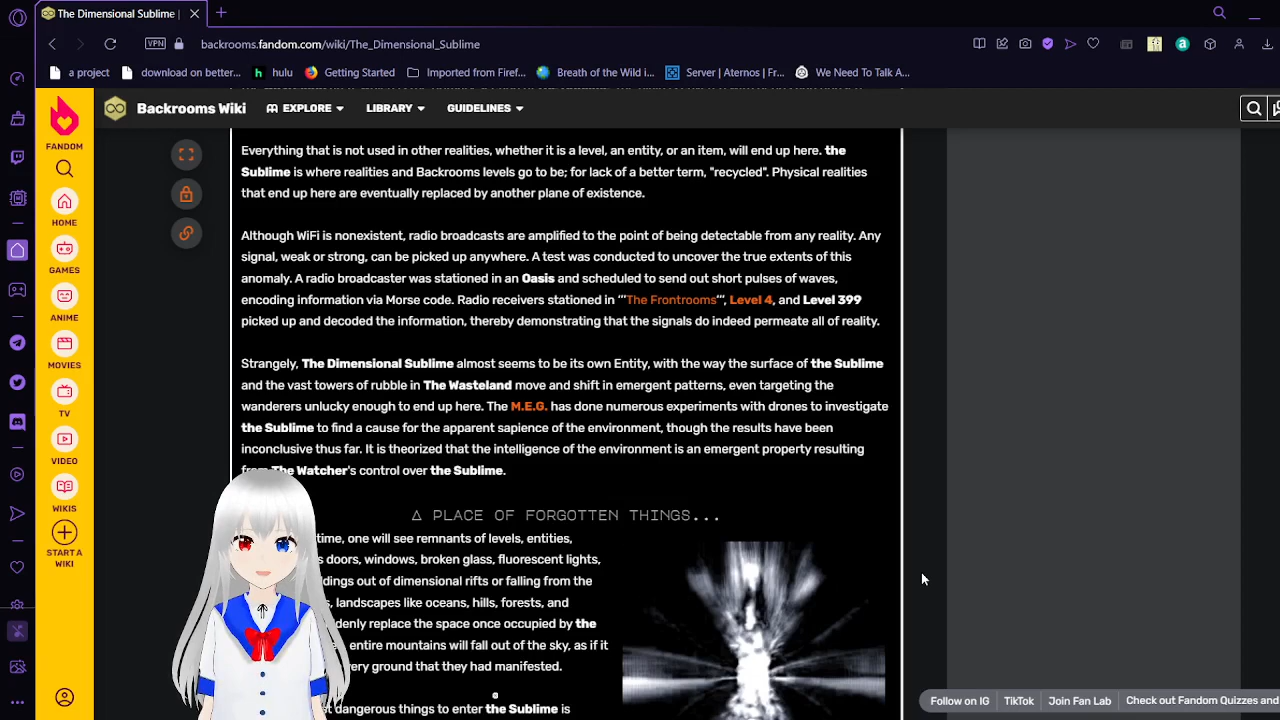 The Dimensional Sublime |
VPN
backrooms.fandom.com/wiki/The_Dimensional_Sublime
a project
download on better...
hulu
Getting Started
Imported from Firef...
Breath of the Wild i...
Server | Aternos | Fr...
We Need To Talk A...
Backrooms Wiki
EXPLORE
LIBRARY
GUIDELINES
FANDOM
HOME
GAMES
ANIME
MOVIES
TV
VIDEO
WIKIS
START A
WIKI
Everything that is not used in other realities, whether it is a level, an entity, or an item, will end up here. the
Sublime is where realities and Backrooms levels go to be; for lack of a better term, "recycled". Physical realities
that end up here are eventually replaced by another plane of existence.
Although WiFi is nonexistent, radio broadcasts are amplified to the point of being detectable from any reality. Any
signal, weak or strong, can be picked up anywhere. A test was conducted to uncover the true extents of this
anomaly. A radio broadcaster was stationed in an Oasis and scheduled to send out short pulses of waves,
encoding information via Morse code. Radio receivers stationed in "'The Frontrooms'", Level 4, and Level 399
picked up and decoded the information, thereby demonstrating that the signals do indeed permeate all of reality.
Strangely, The Dimensional Sublime almost seems to be its own Entity, with the way the surface of the Sublime
and the vast towers of rubble in The Wasteland move and shift in emergent patterns, even targeting the
wanderers unlucky enough to end up here. The M.E.G. has done numerous experiments with drones to investigate
the Sublime to find a cause for the apparent sapience of the environment, though the results have been
inconclusive thus far. It is theorized that the intelligence of the environment is an emergent property resulting
from The Watcher's control over the Sublime.
Δ PLACE OF FORGOTTEN THINGS...
time, one will see remnants of levels, entities,
doors, windows, broken glass, fluorescent lights,
dings out of dimensional rifts or falling from the
landscapes like oceans, hills, forests, and
denly replace the space once occupied by the
entire mountains will fall out of the sky, as if it
very ground that they had manifested.
dangerous things to enter the Sublime is
Follow on IG
TikTok
Join Fan Lab
Check out Fandom Quizzes and